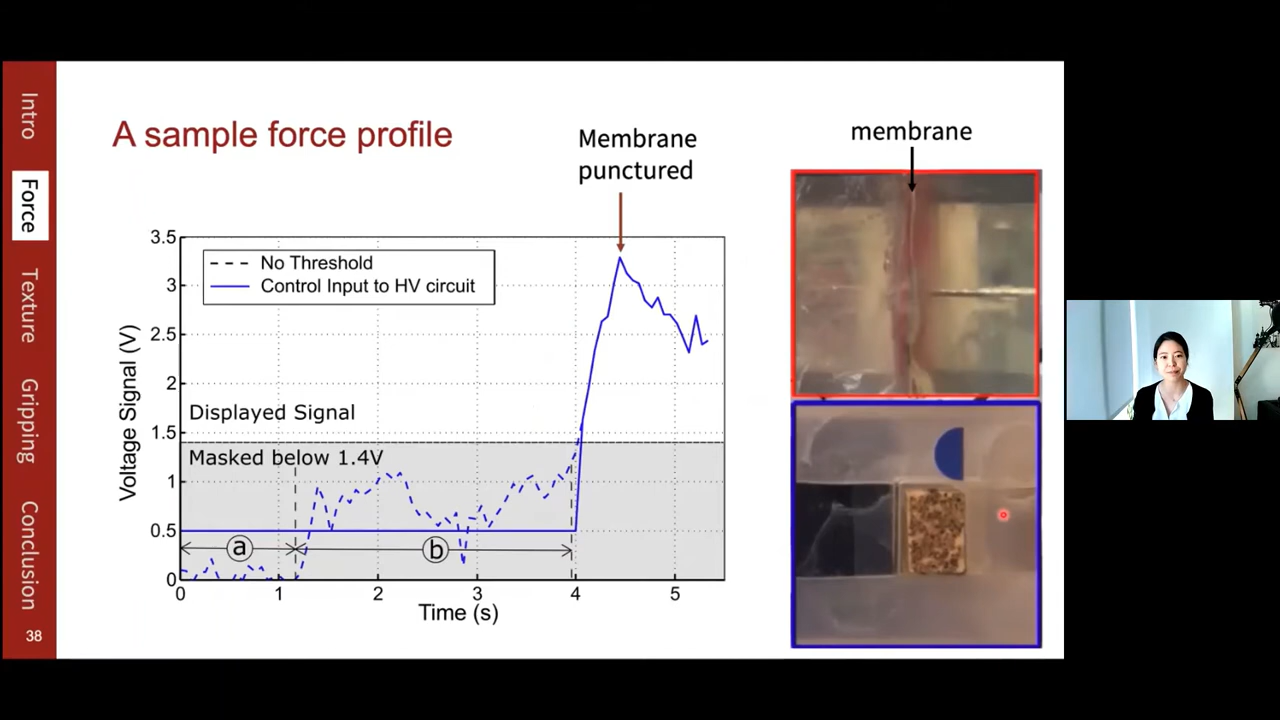 Intro
Force
Texture
Gripping
Conclusion
38
A sample force profile
Membrane
punctured
membrane
3.5
3
2.5
2
1.5
1
0.5
0
Voltage Signal (V)
No Threshold
Control Input to HV circuit
Displayed Signal
Masked below 1.4V
a
b
0
1
2
3
4
5
Time (s)